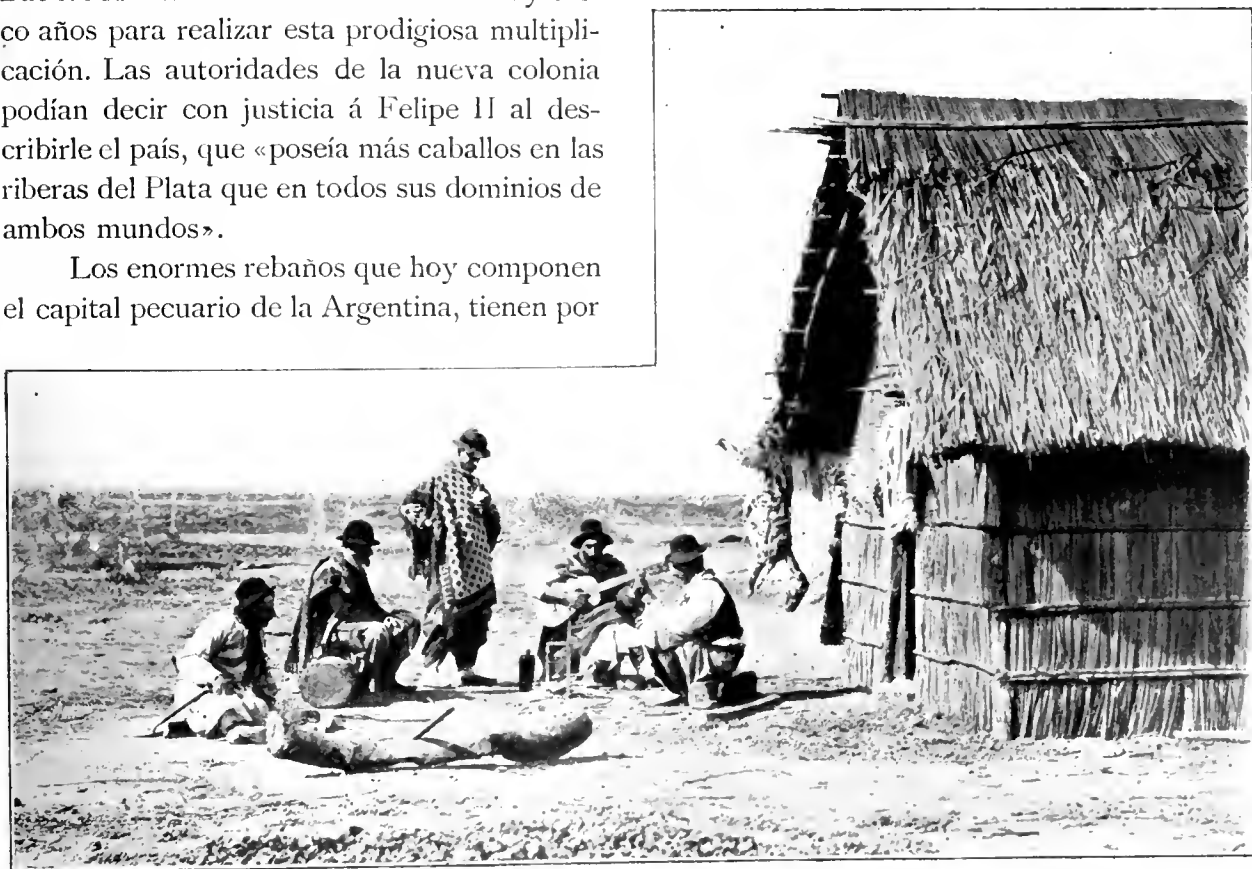 co años para realizar esta prodigiosa multipli-
cación. Las autoridades de la nueva colonia
podían decir con justicia á Felipe II al des-
cribirle el país, que «poseía más caballos en las
riberas del Plata que en todos sus dominios de
ambos mundos».
Los enormes rebaños que hoy componen
el capital pecuario de la Argentina, tienen por